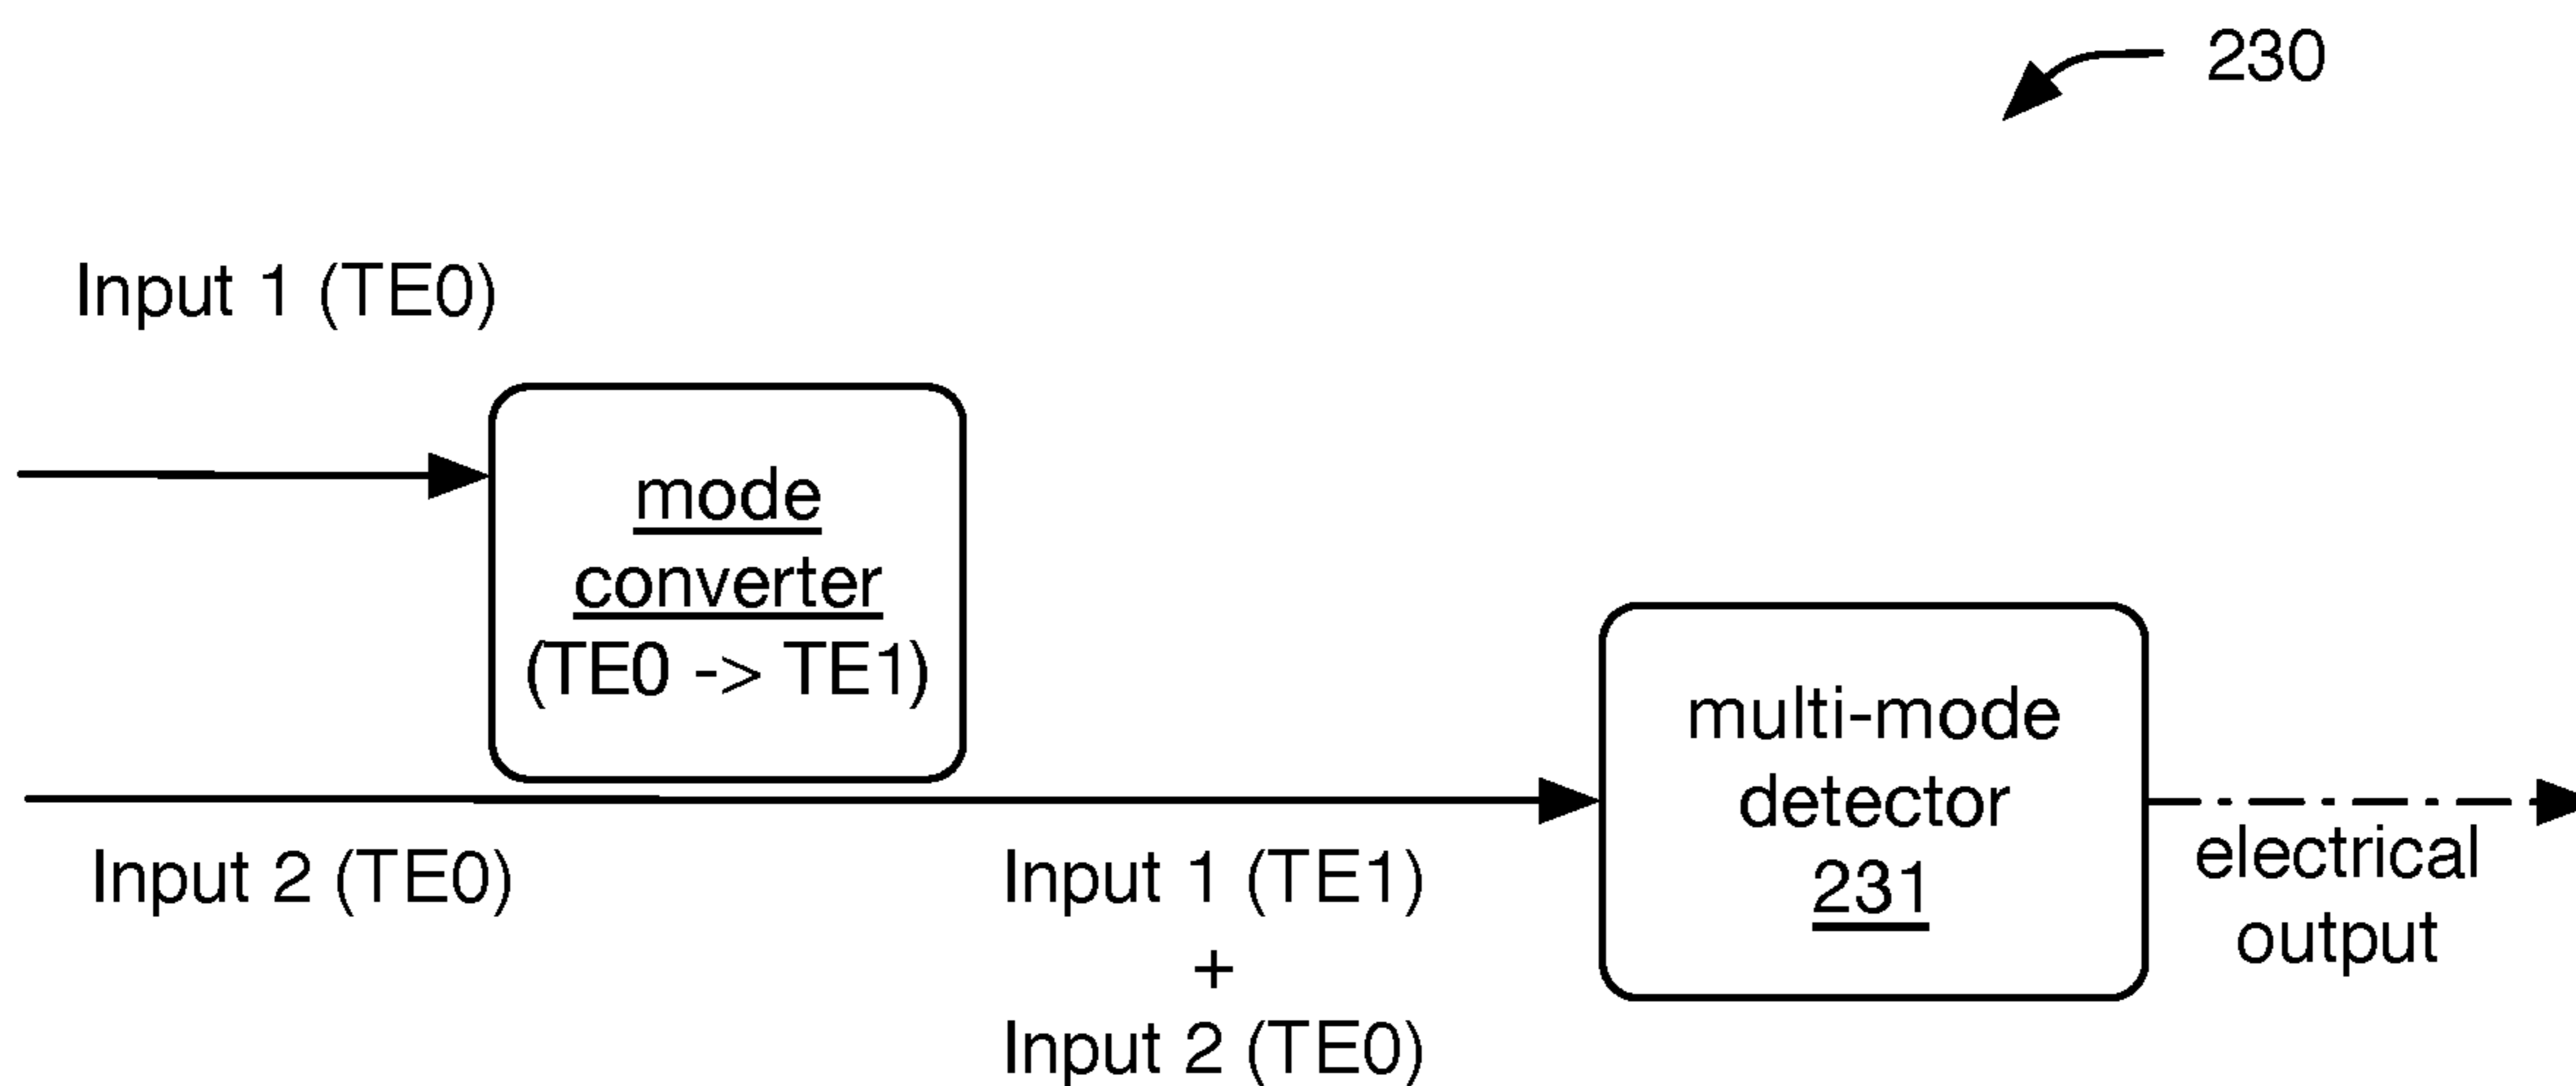 230
Input 1 (TE0)
mode
converter
(TE0 -> TE1)
Input 2 (TE0)
Input 1 (TE1)
+
Input 2 (TE0)
multi-mode
detector
231
electrical
output